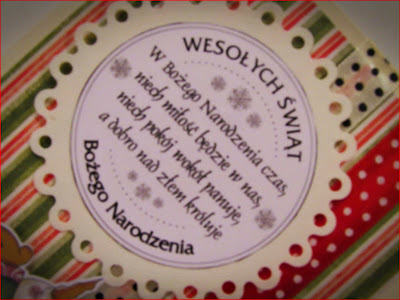 WESOŁYCH ŚWIĄT
W Bożego Narodzenia czas,
niech miłość będzie w nas,
niech pokój wokół panuje,
a dobro nad złem króluje
Bożego Narodzenia